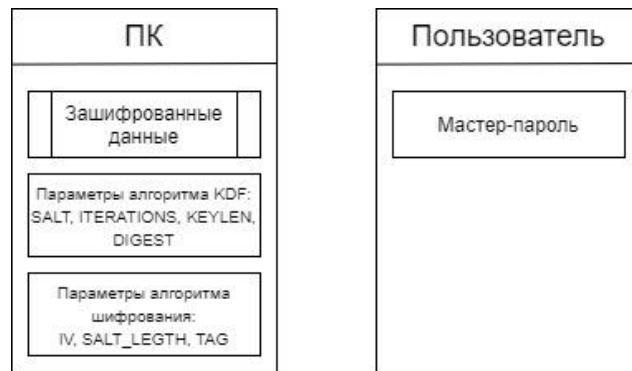 ПК
Зашифрованные
данные
Параметры алгоритма KDF:
SALT, ITERATIONS, KEYLEN,
DIGEST
Параметры алгоритма
шифрования:
IV, SALT_LEGTH, TAG
Пользователь
Мастер-пароль